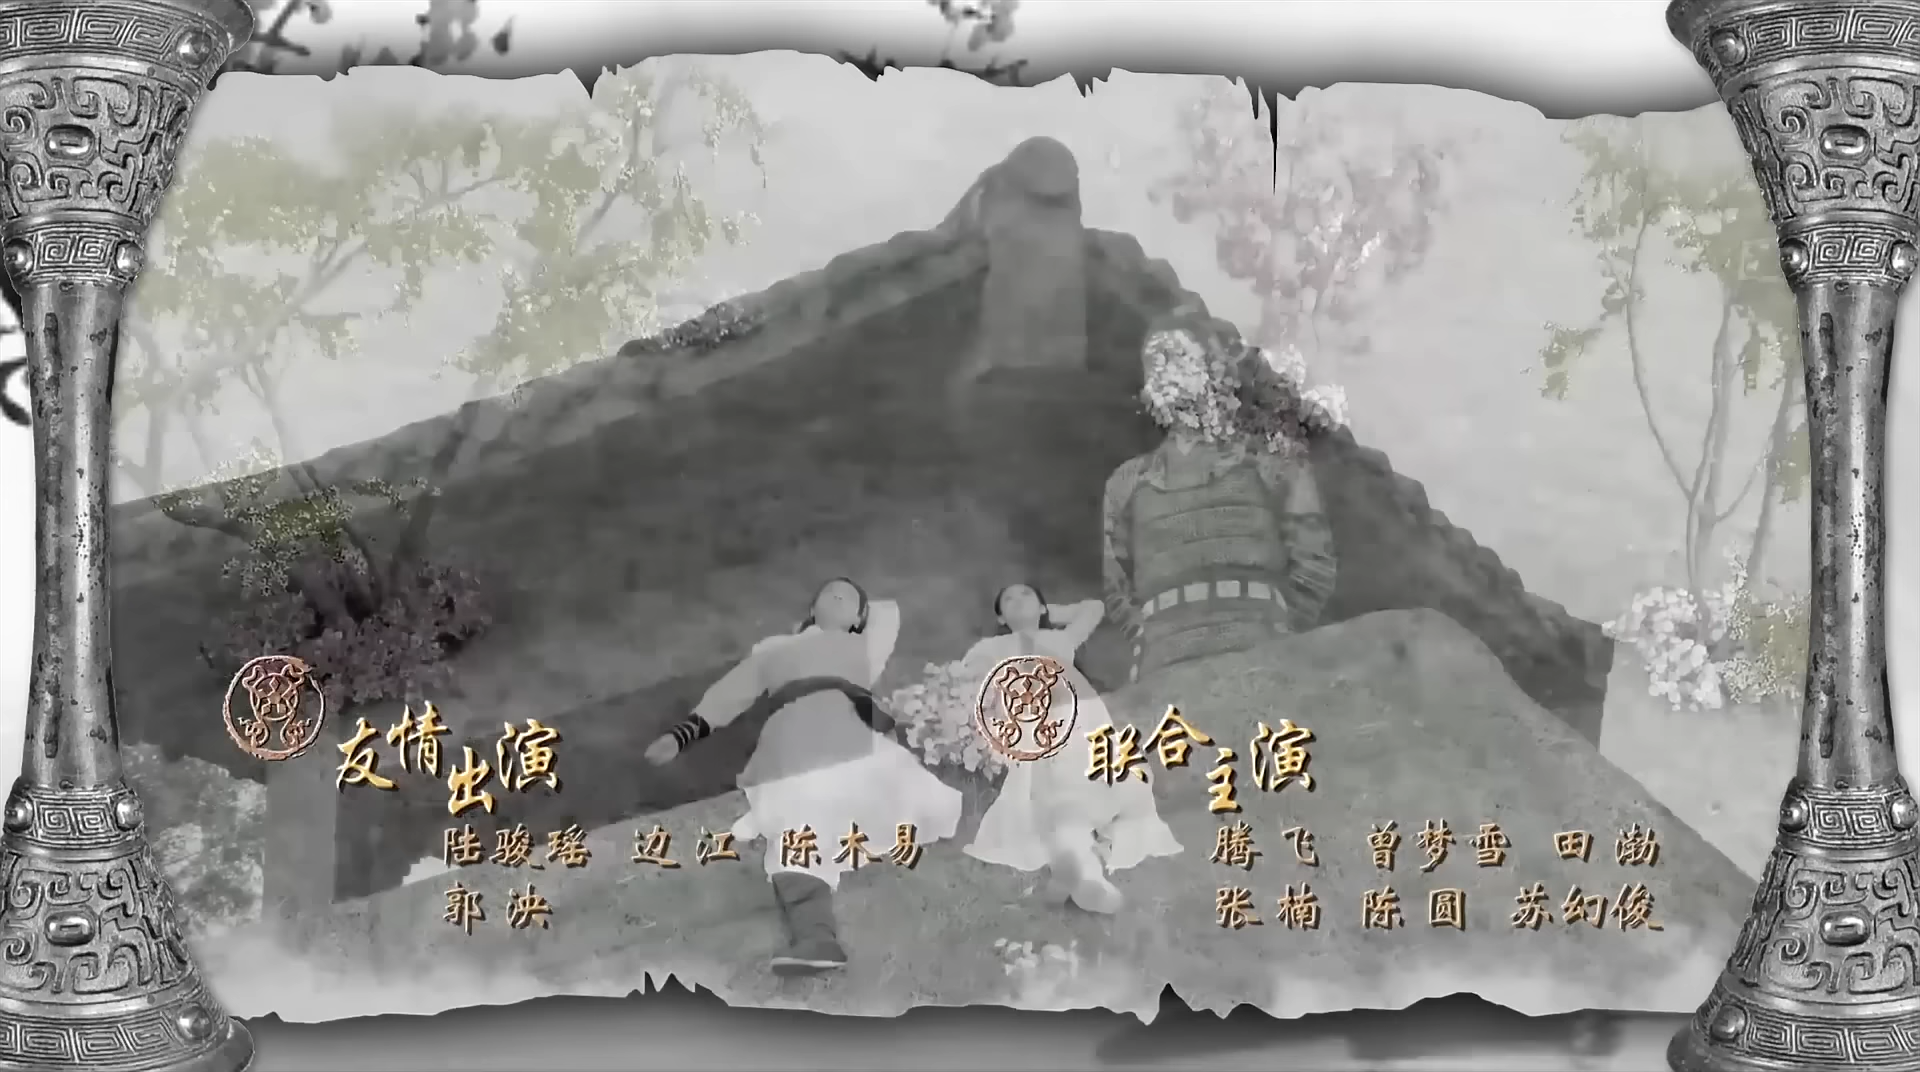 友情出演
陆骏瑶 边江 陈木易
郭泱
联合主演
腾飞 曾梦雪 田渤
张楠 陈圆 苏幻俊